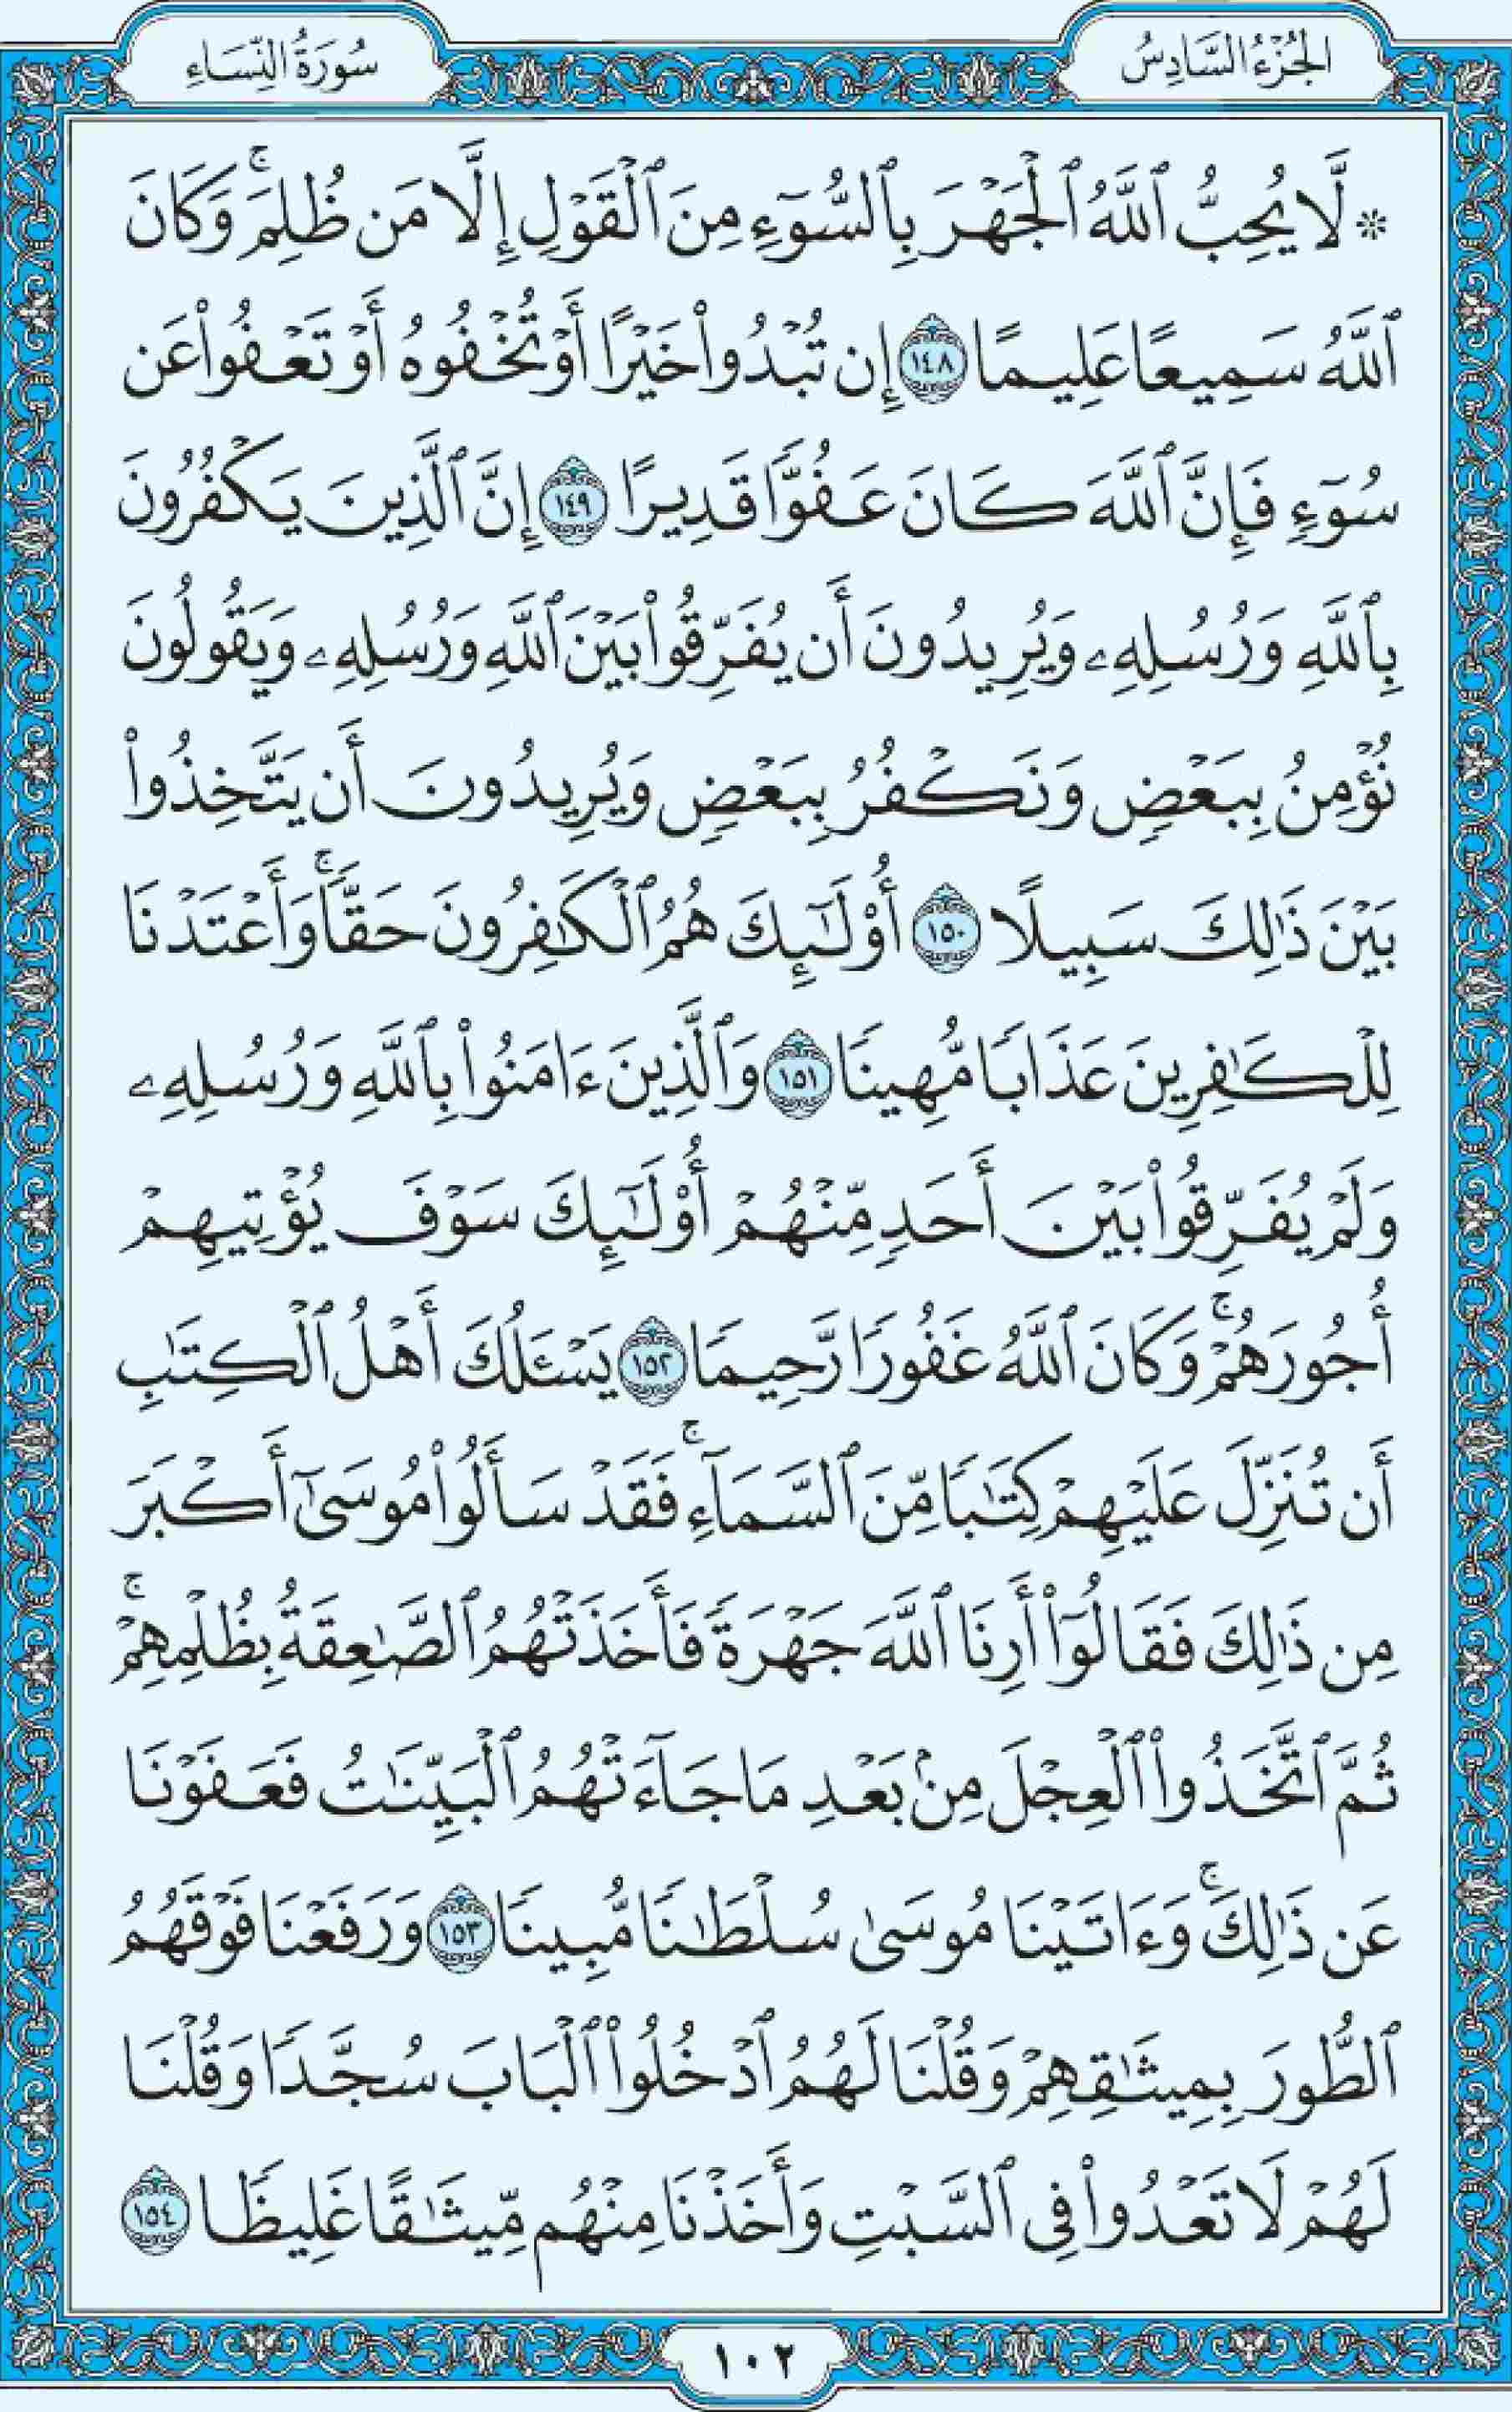 الجُزْءُ السَّادِسُ
سُورَةُ النِّسَاءِ
۞ لَّا يُحِبُّ ٱللَّهُ ٱلْجَهْرَ بِٱلسُّوٓءِ مِنَ ٱلْقَوْلِ إِلَّا مَن ظُلِمَۚ وَكَانَ
ٱللَّهُ سَمِيعًا عَلِيمًا ١٤٨ إِن تُبْدُوا۟ خَيْرًا أَوْ تُخْفُوهُ أَوْ تَعْفُوا۟ عَن
سُوٓءٍ فَإِنَّ ٱللَّهَ كَانَ عَفُوًّا قَدِيرًا ١٤٩ إِنَّ ٱلَّذِينَ يَكْفُرُونَ
بِٱللَّهِ وَرُسُلِهِۦ وَيُرِيدُونَ أَن يُفَرِّقُوا۟ بَيْنَ ٱللَّهِ وَرُسُلِهِۦ وَيَقُولُونَ
نُؤْمِنُ بِبَعْضٍ وَنَكْفُرُ بِبَعْضٍ وَيُرِيدُونَ أَن يَتَّخِذُوا۟
بَيْنَ ذَٰلِكَ سَبِيلًا ١٥٠ أُو۟لَٰٓئِكَ هُمُ ٱلْكَٰفِرُونَ حَقًّاۚ وَأَعْتَدْنَا
لِلْكَٰفِرِينَ عَذَابًا مُّهِينًا ١٥١ وَٱلَّذِينَ ءَامَنُوا۟ بِٱللَّهِ وَرُسُلِهِۦ
وَلَمْ يُفَرِّقُوا۟ بَيْنَ أَحَدٍ مِّنْهُمْ أُو۟لَٰٓئِكَ سَوْفَ يُؤْتِيهِمْ
أُجُورَهُمْۚ وَكَانَ ٱللَّهُ غَفُورًا رَّحِيمًا ١٥٢ يَسْـَٔلُكَ أَهْلُ ٱلْكِتَٰبِ
أَن تُنَزِّلَ عَلَيْهِمْ كِتَٰبًا مِّنَ ٱلسَّمَآءِۚ فَقَدْ سَأَلُوا۟ مُوسَىٰٓ أَكْبَرَ
مِن ذَٰلِكَ فَقَالُوٓا۟ أَرِنَا ٱللَّهَ جَهْرَةً فَأَخَذَتْهُمُ ٱلصَّٰعِقَةُ بِظُلْمِهِمْۚ
ثُمَّ ٱتَّخَذُوا۟ ٱلْعِجْلَ مِنۢ بَعْدِ مَا جَآءَتْهُمُ ٱلْبَيِّنَٰتُ فَعَفَوْنَا
عَن ذَٰلِكَۚ وَءَاتَيْنَا مُوسَىٰ سُلْطَٰنًا مُّبِينًا ١٥٣ وَرَفَعْنَا فَوْقَهُمُ
ٱلطُّورَ بِمِيثَٰقِهِمْ وَقُلْنَا لَهُمُ ٱدْخُلُوا۟ ٱلْبَابَ سُجَّدًا وَقُلْنَا
لَهُمْ لَا تَعْدُوا۟ فِى ٱلسَّبْتِ وَأَخَذْنَا مِنْهُم مِّيثَٰقًا غَلِيظًا ١٥٤
١٠٢